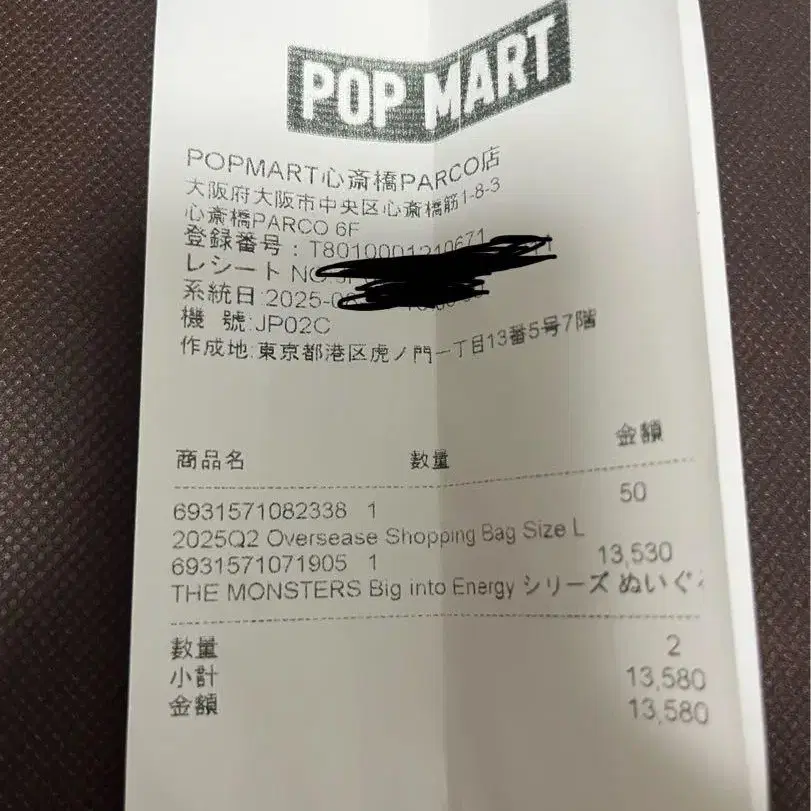 POP MART
POPMART心斎橋PARCO店
大阪府大阪市中央区心斎橋筋1-8-3
心斎橋PARCO 6F
登録番号：T8010001210671
レシート NO
系統日:2025-0
機 號:JP02C
作成地:東京都港区虎ノ門一丁目13番5号7階
商品名 数量 金額
6931571082338 1 50
2025Q2 Oversease Shopping Bag Size L
6931571071905 1 13,530
THE MONSTERS Big into Energy シリーズ ぬいぐ
数量 2
小計 13,580
金額 13,580